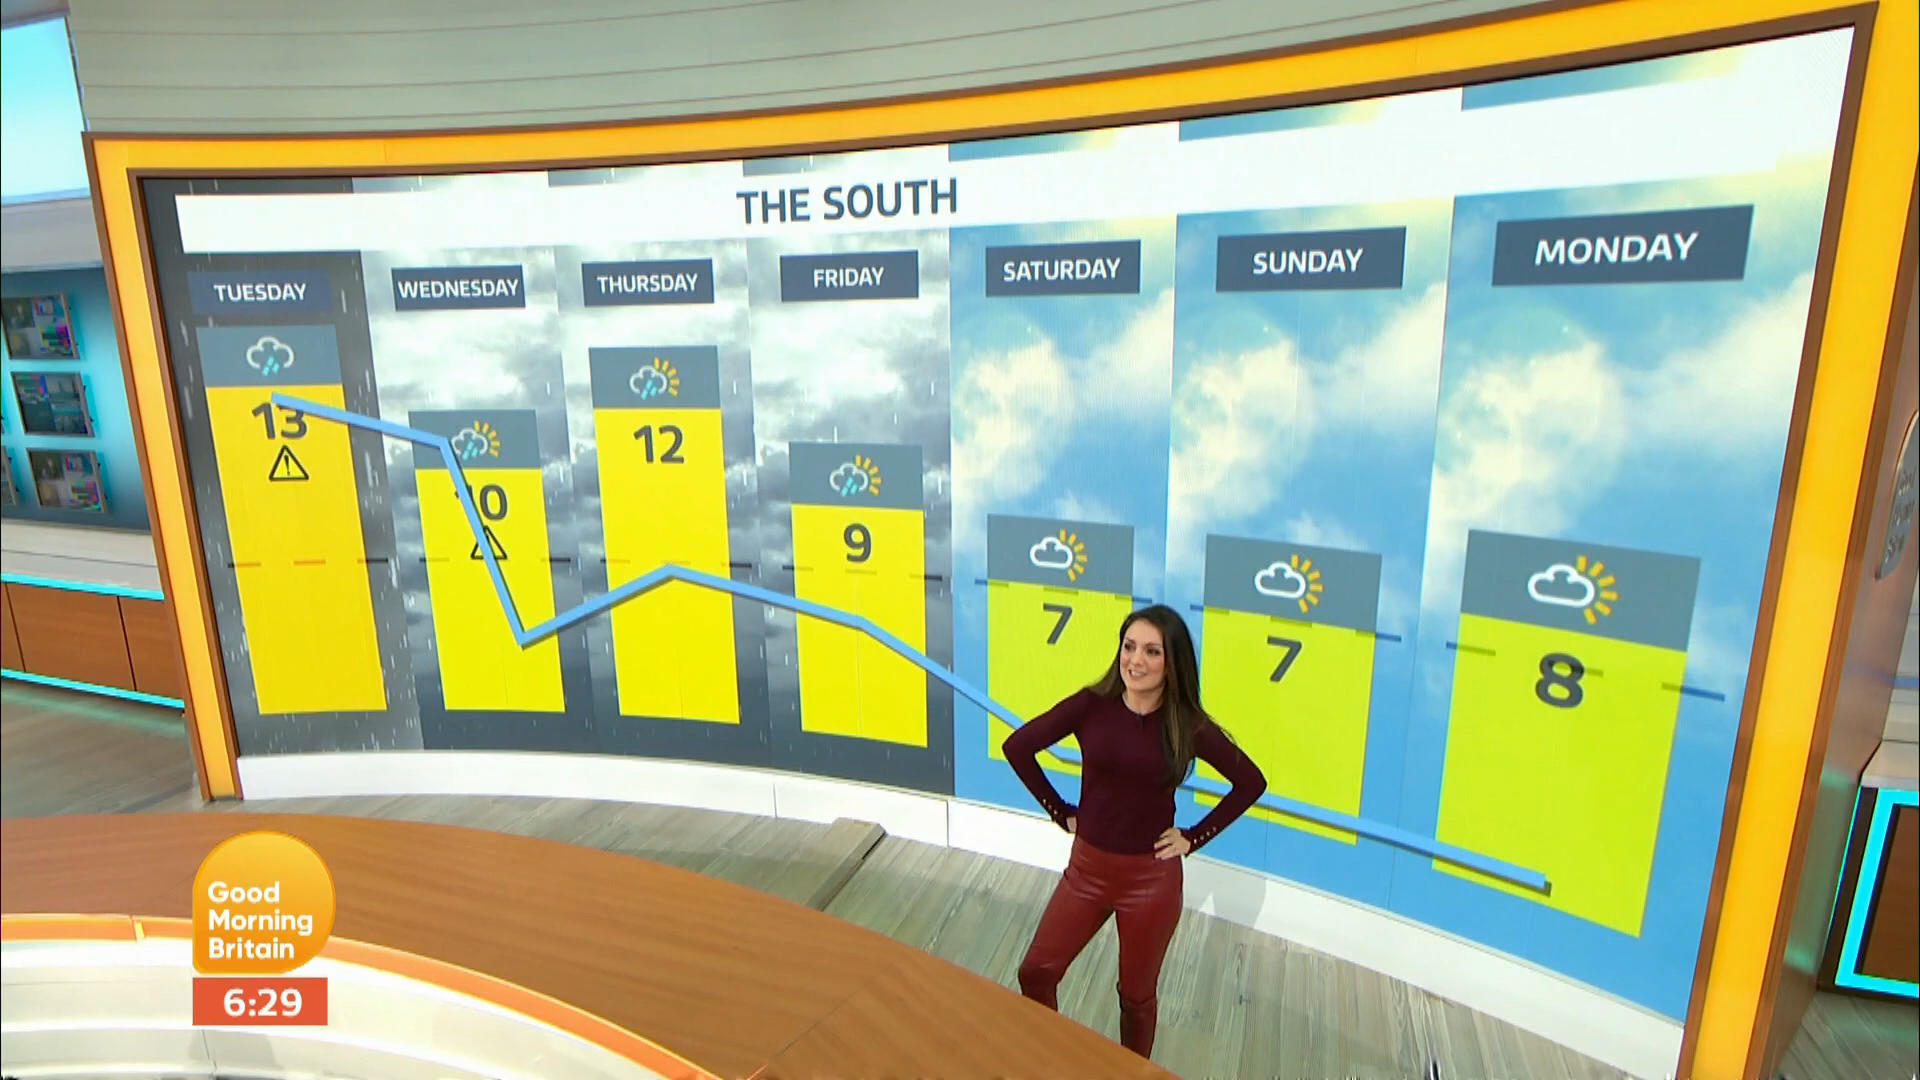 THE SOUTH
TUESDAY
WEDNESDAY
THURSDAY
FRIDAY
SATURDAY
SUNDAY
MONDAY
13
10
12
9
7
7
8
Good
Morning
Britain
6:29